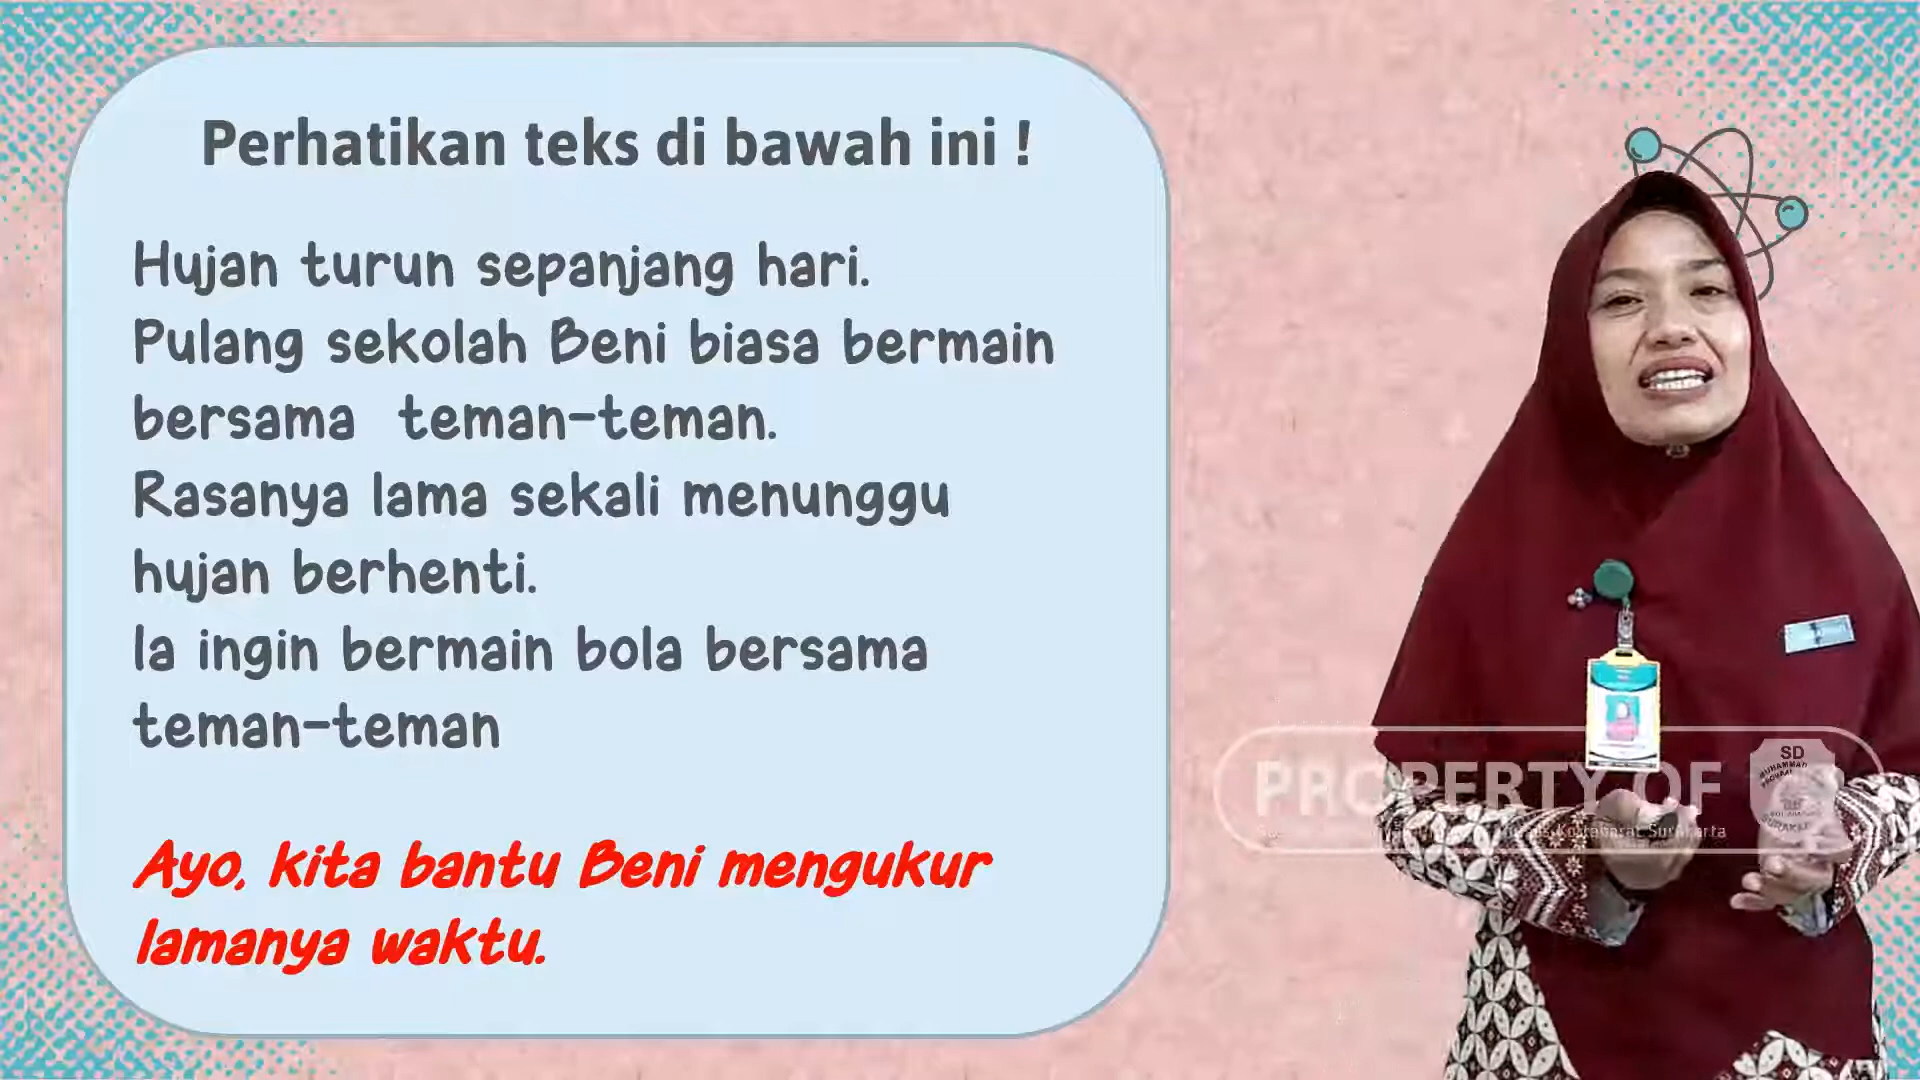 Perhatikan teks di bawah ini !
Hujan turun sepanjang hari.
Pulang sekolah Beni biasa bermain
bersama teman-teman.
Rasanya lama sekali menunggu
hujan berhenti.
Ia ingin bermain bola bersama
teman-teman
Ayo, kita bantu Beni mengukur
lamanya waktu.
PROPERTY OF
SD
Surakarta